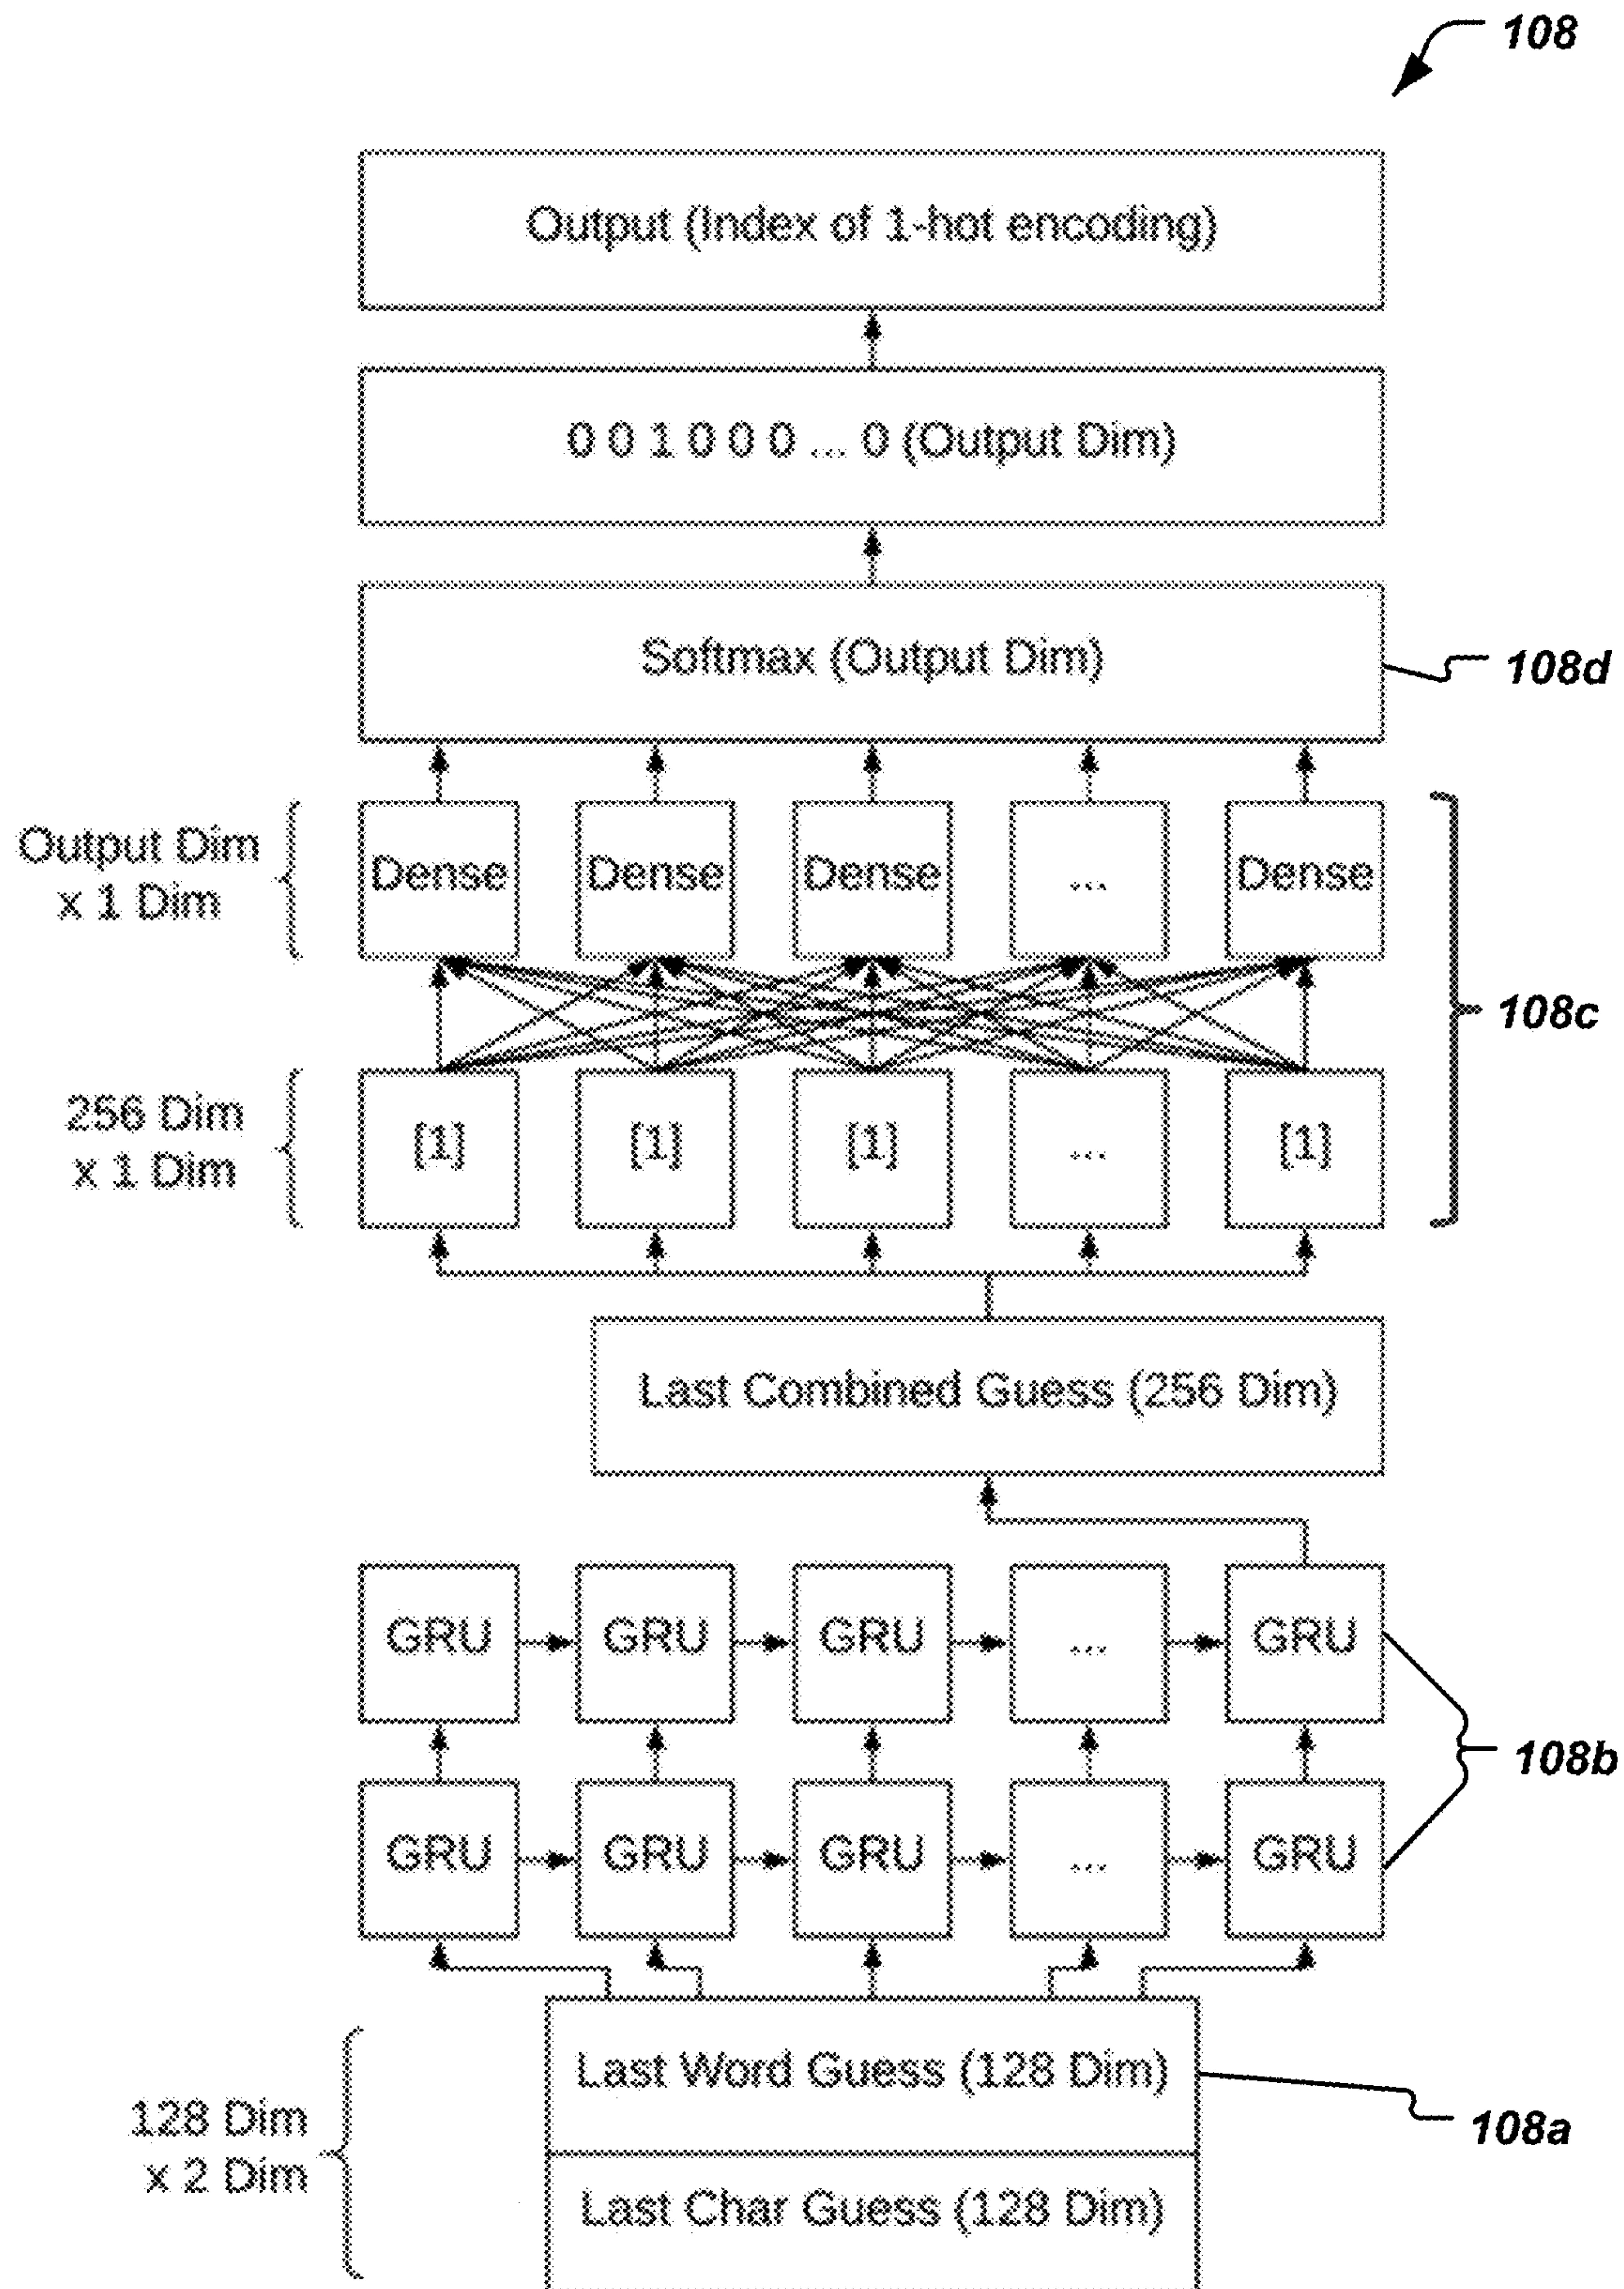 108
Output (Index of 1-hot encoding)
0 0 1 0 0 0 ... 0 (Output Dim)
Softmax (Output Dim)
108d
Output Dim
x 1 Dim
Dense Dense Dense ... Dense
108c
256 Dim
x 1 Dim
[1] [1] [1] ... [1]
Last Combined Guess (256 Dim)
GRU GRU GRU ... GRU
108b
GRU GRU GRU ... GRU
Last Word Guess (128 Dim)
108a
128 Dim
x 2 Dim
Last Char Guess (128 Dim)